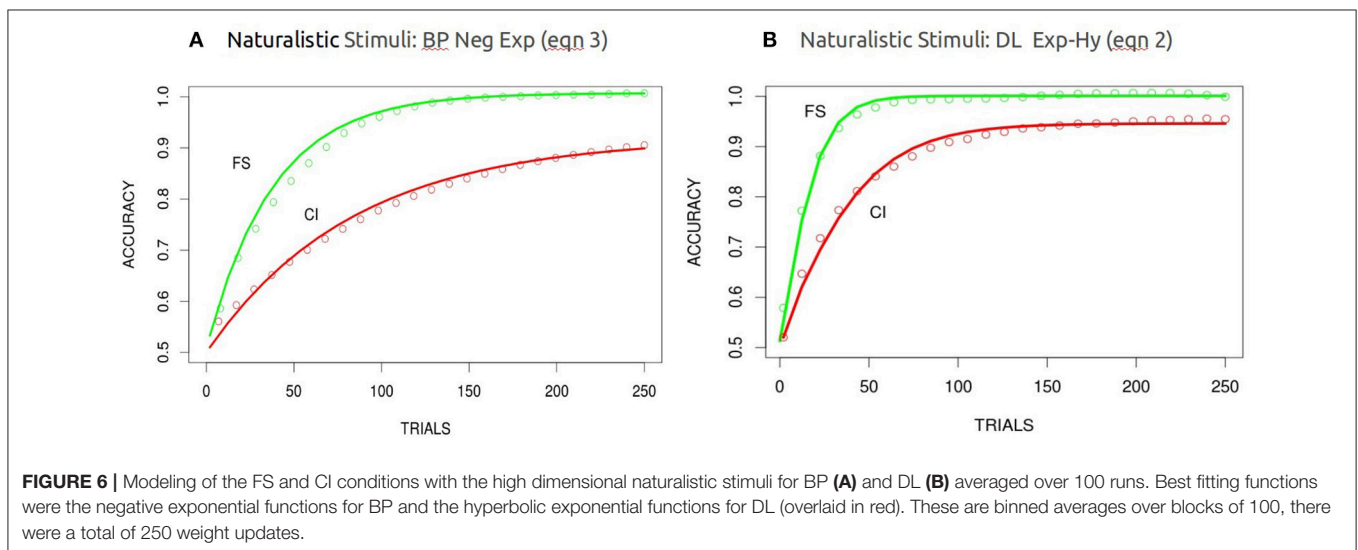 A Naturalistic Stimuli: BP Neg Exp (eqn 3)
1.0
0.9
0.8
0.7
0.6
0.5
ACCURACY
FS
CI
0 50 100 150 200 250
TRIALS
B Naturalistic Stimuli: DL Exp-Hy (eqn 2)
1.0
0.9
0.8
0.7
0.6
0.5
ACCURACY
FS
CI
0 50 100 150 200 250
TRIALS
FIGURE 6 | Modeling of the FS and CI conditions with the high dimensional naturalistic stimuli for BP (A) and DL (B) averaged over 100 runs. Best fitting functions
were the negative exponential functions for BP and the hyperbolic exponential functions for DL (overlaid in red). These are binned averages over blocks of 100, there
were a total of 250 weight updates.